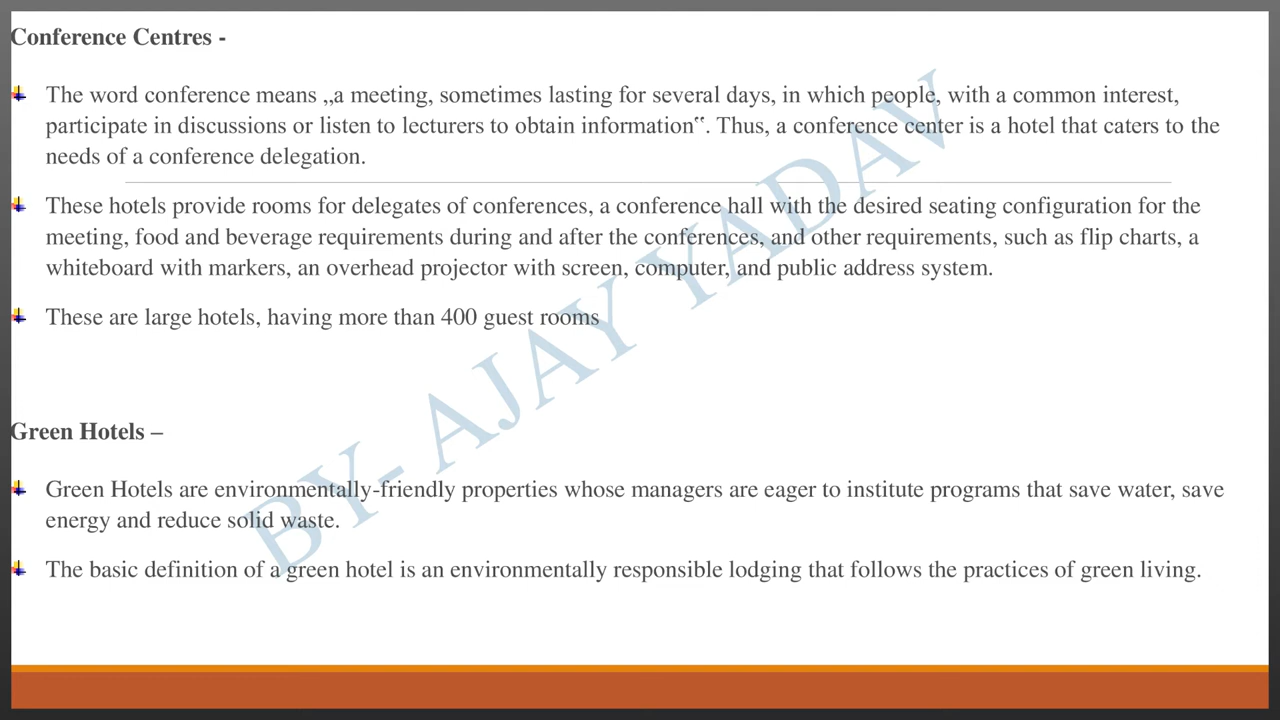 Conference Centres -
The word conference means „a meeting, sometimes lasting for several days, in which people, with a common interest,
participate in discussions or listen to lecturers to obtain information‟. Thus, a conference center is a hotel that caters to the
needs of a conference delegation.
These hotels provide rooms for delegates of conferences, a conference hall with the desired seating configuration for the
meeting, food and beverage requirements during and after the conferences, and other requirements, such as flip charts, a
whiteboard with markers, an overhead projector with screen, computer, and public address system.
These are large hotels, having more than 400 guest rooms
BY- AJAY YADAV
Green Hotels –
Green Hotels are environmentally-friendly properties whose managers are eager to institute programs that save water, save
energy and reduce solid waste.
The basic definition of a green hotel is an environmentally responsible lodging that follows the practices of green living.